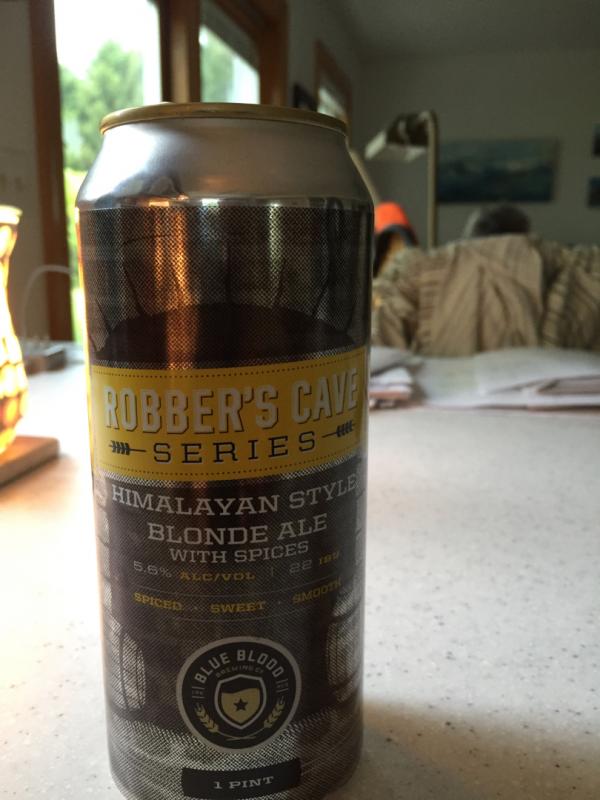 ROBBER'S CAVE
SERIES
HIMALAYAN STYLE
BLONDE ALE
WITH SPICES
5.6% ALC/VOL | 22 IBU
SPICED · SWEET · SMOOTH
BLUE BLOOD
BREWING CO
1 PINT